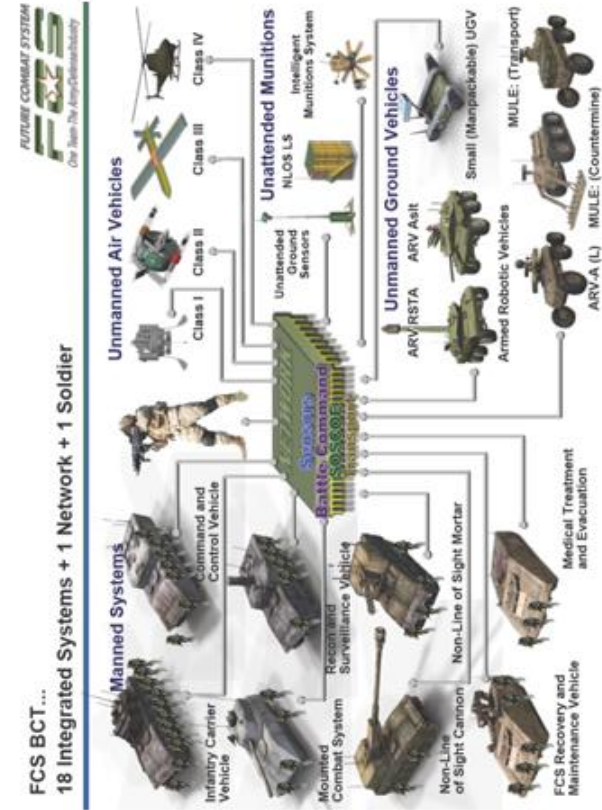 FCS BCT...
18 Integrated Systems + 1 Network + 1 Soldier
FUTURE COMBAT SYSTEM
FCS
One Team-The Army/Defense/Industry
Manned Systems
Infantry Carrier
Vehicle
Command and
Control Vehicle
Mounted
Combat System
Recon and
Surveillance Vehicle
Non-Line
of Sight Cannon
Non-Line of Sight Mortar
FCS Recovery and
Maintenance Vehicle
Medical Treatment
and Evacuation
Network
Sensors
Battle Command
SOSCOE
Transport
Unmanned Air Vehicles
Class I
Class II
Class III
Class IV
Unattended
Ground
Sensors
Unattended Munitions
NLOS LS
Intelligent
Munitions System
Unmanned Ground Vehicles
ARV RSTA
ARV Aslt
Small (Manpackable) UGV
Armed Robotic Vehicles
ARV-A (L)
MULE: (Countermine)
MULE: (Transport)